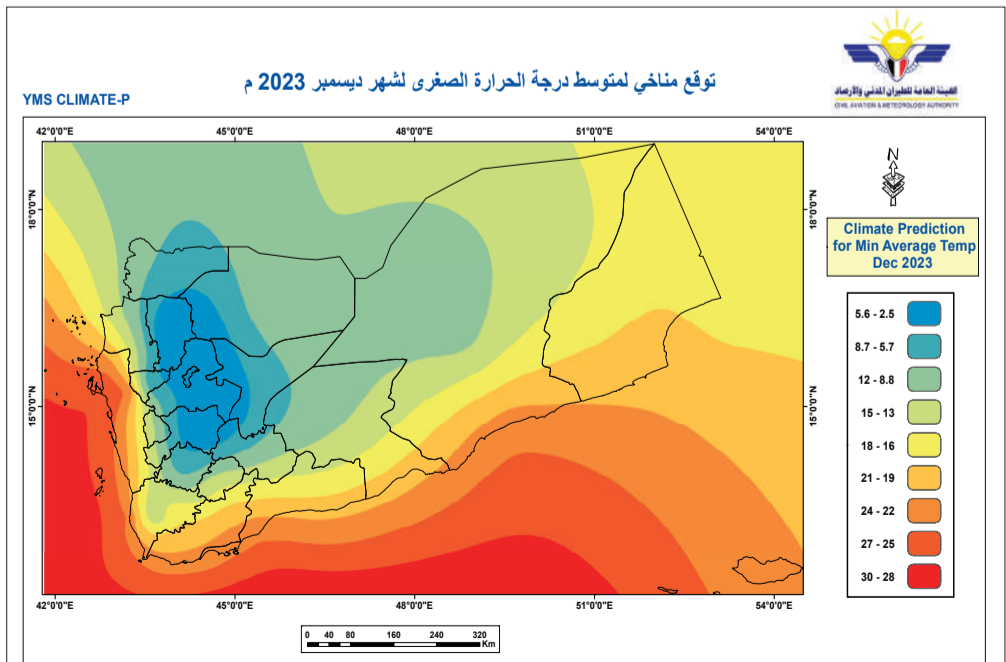 توقع مناخي لمتوسط درجة الحرارة الصغرى لشهر ديسمبر 2023 م
الهيئة العامة للطيران المدني والأرصاد
CIVIL AVIATION & METEOROLOGY AUTHORITY
YMS CLIMATE-P
42°0'0"E 45°0'0"E 48°0'0"E 51°0'0"E 54°0'0"E
18°0'0"N 18°0'0"N
15°0'0"N 15°0'0"N
42°0'0"E 45°0'0"E 48°0'0"E 51°0'0"E 54°0'0"E
N
Climate Prediction
for Min Average Temp
Dec 2023
5.6 - 2.5
8.7 - 5.7
12 - 8.8
15 - 13
18 - 16
21 - 19
24 - 22
27 - 25
30 - 28
0 40 80 160 240 320
Km